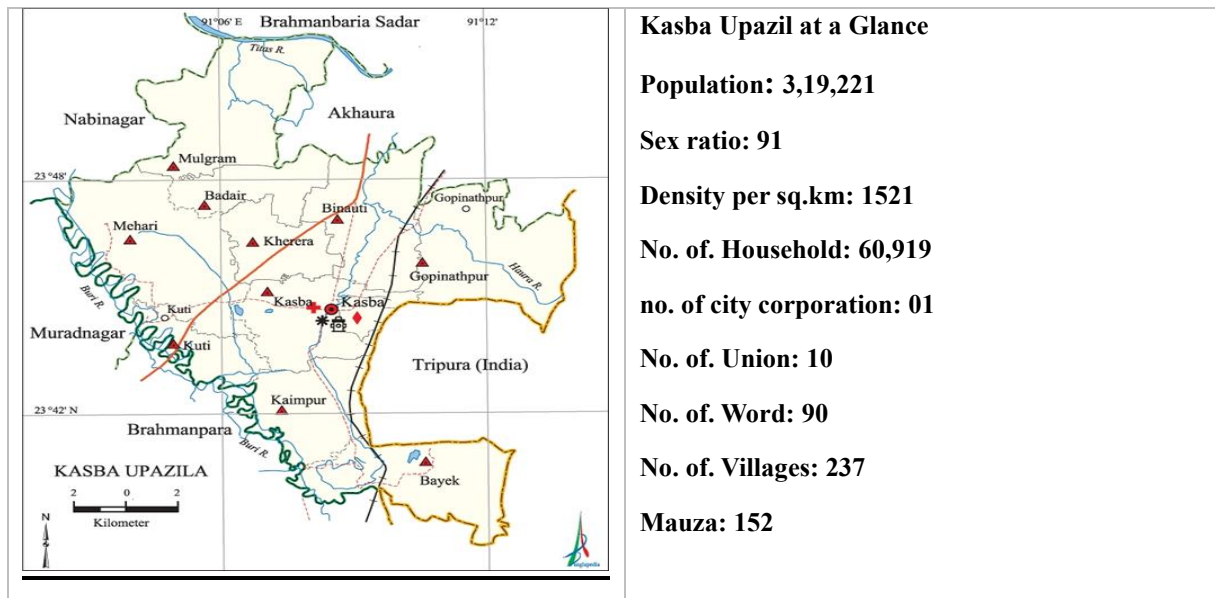 91°06' E
Brahmanbaria Sadar
91°12'
Titas R.
Nabinagar
Akhaura
Mulgram
23°48'
Badair
Binauti
Gopinathpur
Mehari
Kherera
Gopinathpur
Haura R.
Buri R.
Kasba
Kasba
Kuti
Muradnagar
Kuti
Tripura (India)
23°42' N
Kaimpur
Brahmanpara
Buri R.
KASBA UPAZILA
Bayek
2 0 2
Kilometer
N
Kasba Upazil at a Glance
Population: 3,19,221
Sex ratio: 91
Density per sq.km: 1521
No. of. Household: 60,919
no. of city corporation: 01
No. of. Union: 10
No. of. Word: 90
No. of. Villages: 237
Mauza: 152